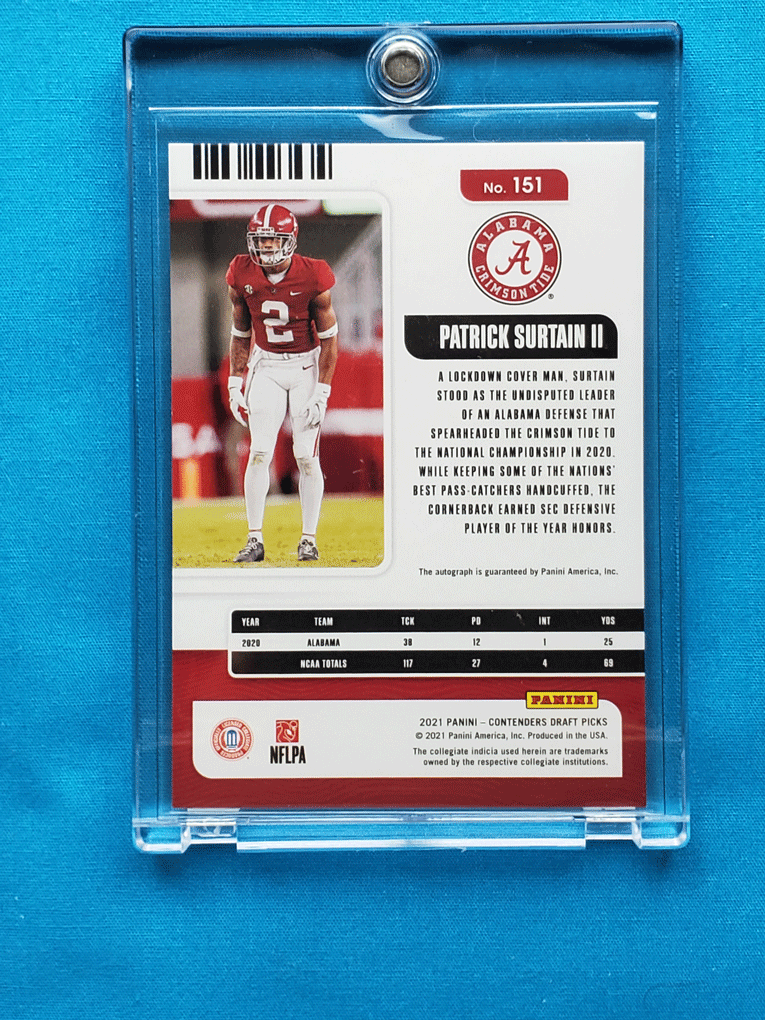 No. 151
ALABAMA
A
CRIMSON TIDE
®
PATRICK SURTAIN II
2
A LOCKDOWN COVER MAN, SURTAIN
STOOD AS THE UNDISPUTED LEADER
OF AN ALABAMA DEFENSE THAT
SPEARHEADED THE CRIMSON TIDE TO
THE NATIONAL CHAMPIONSHIP IN 2020.
WHILE KEEPING SOME OF THE NATIONS'
BEST PASS-CATCHERS HANDCUFFED, THE
CORNERBACK EARNED SEC DEFENSIVE
PLAYER OF THE YEAR HONORS.
The autograph is guaranteed by Panini America, Inc.
YEAR TEAM TCK PD INT YDS
2020 ALABAMA 38 12 1 25
NCAA TOTALS 117 27 4 69
PANINI
2021 PANINI – CONTENDERS DRAFT PICKS
© 2021 Panini America, Inc. Produced in the USA.
The collegiate indicia used herein are trademarks
owned by the respective collegiate institutions.
NFLPA